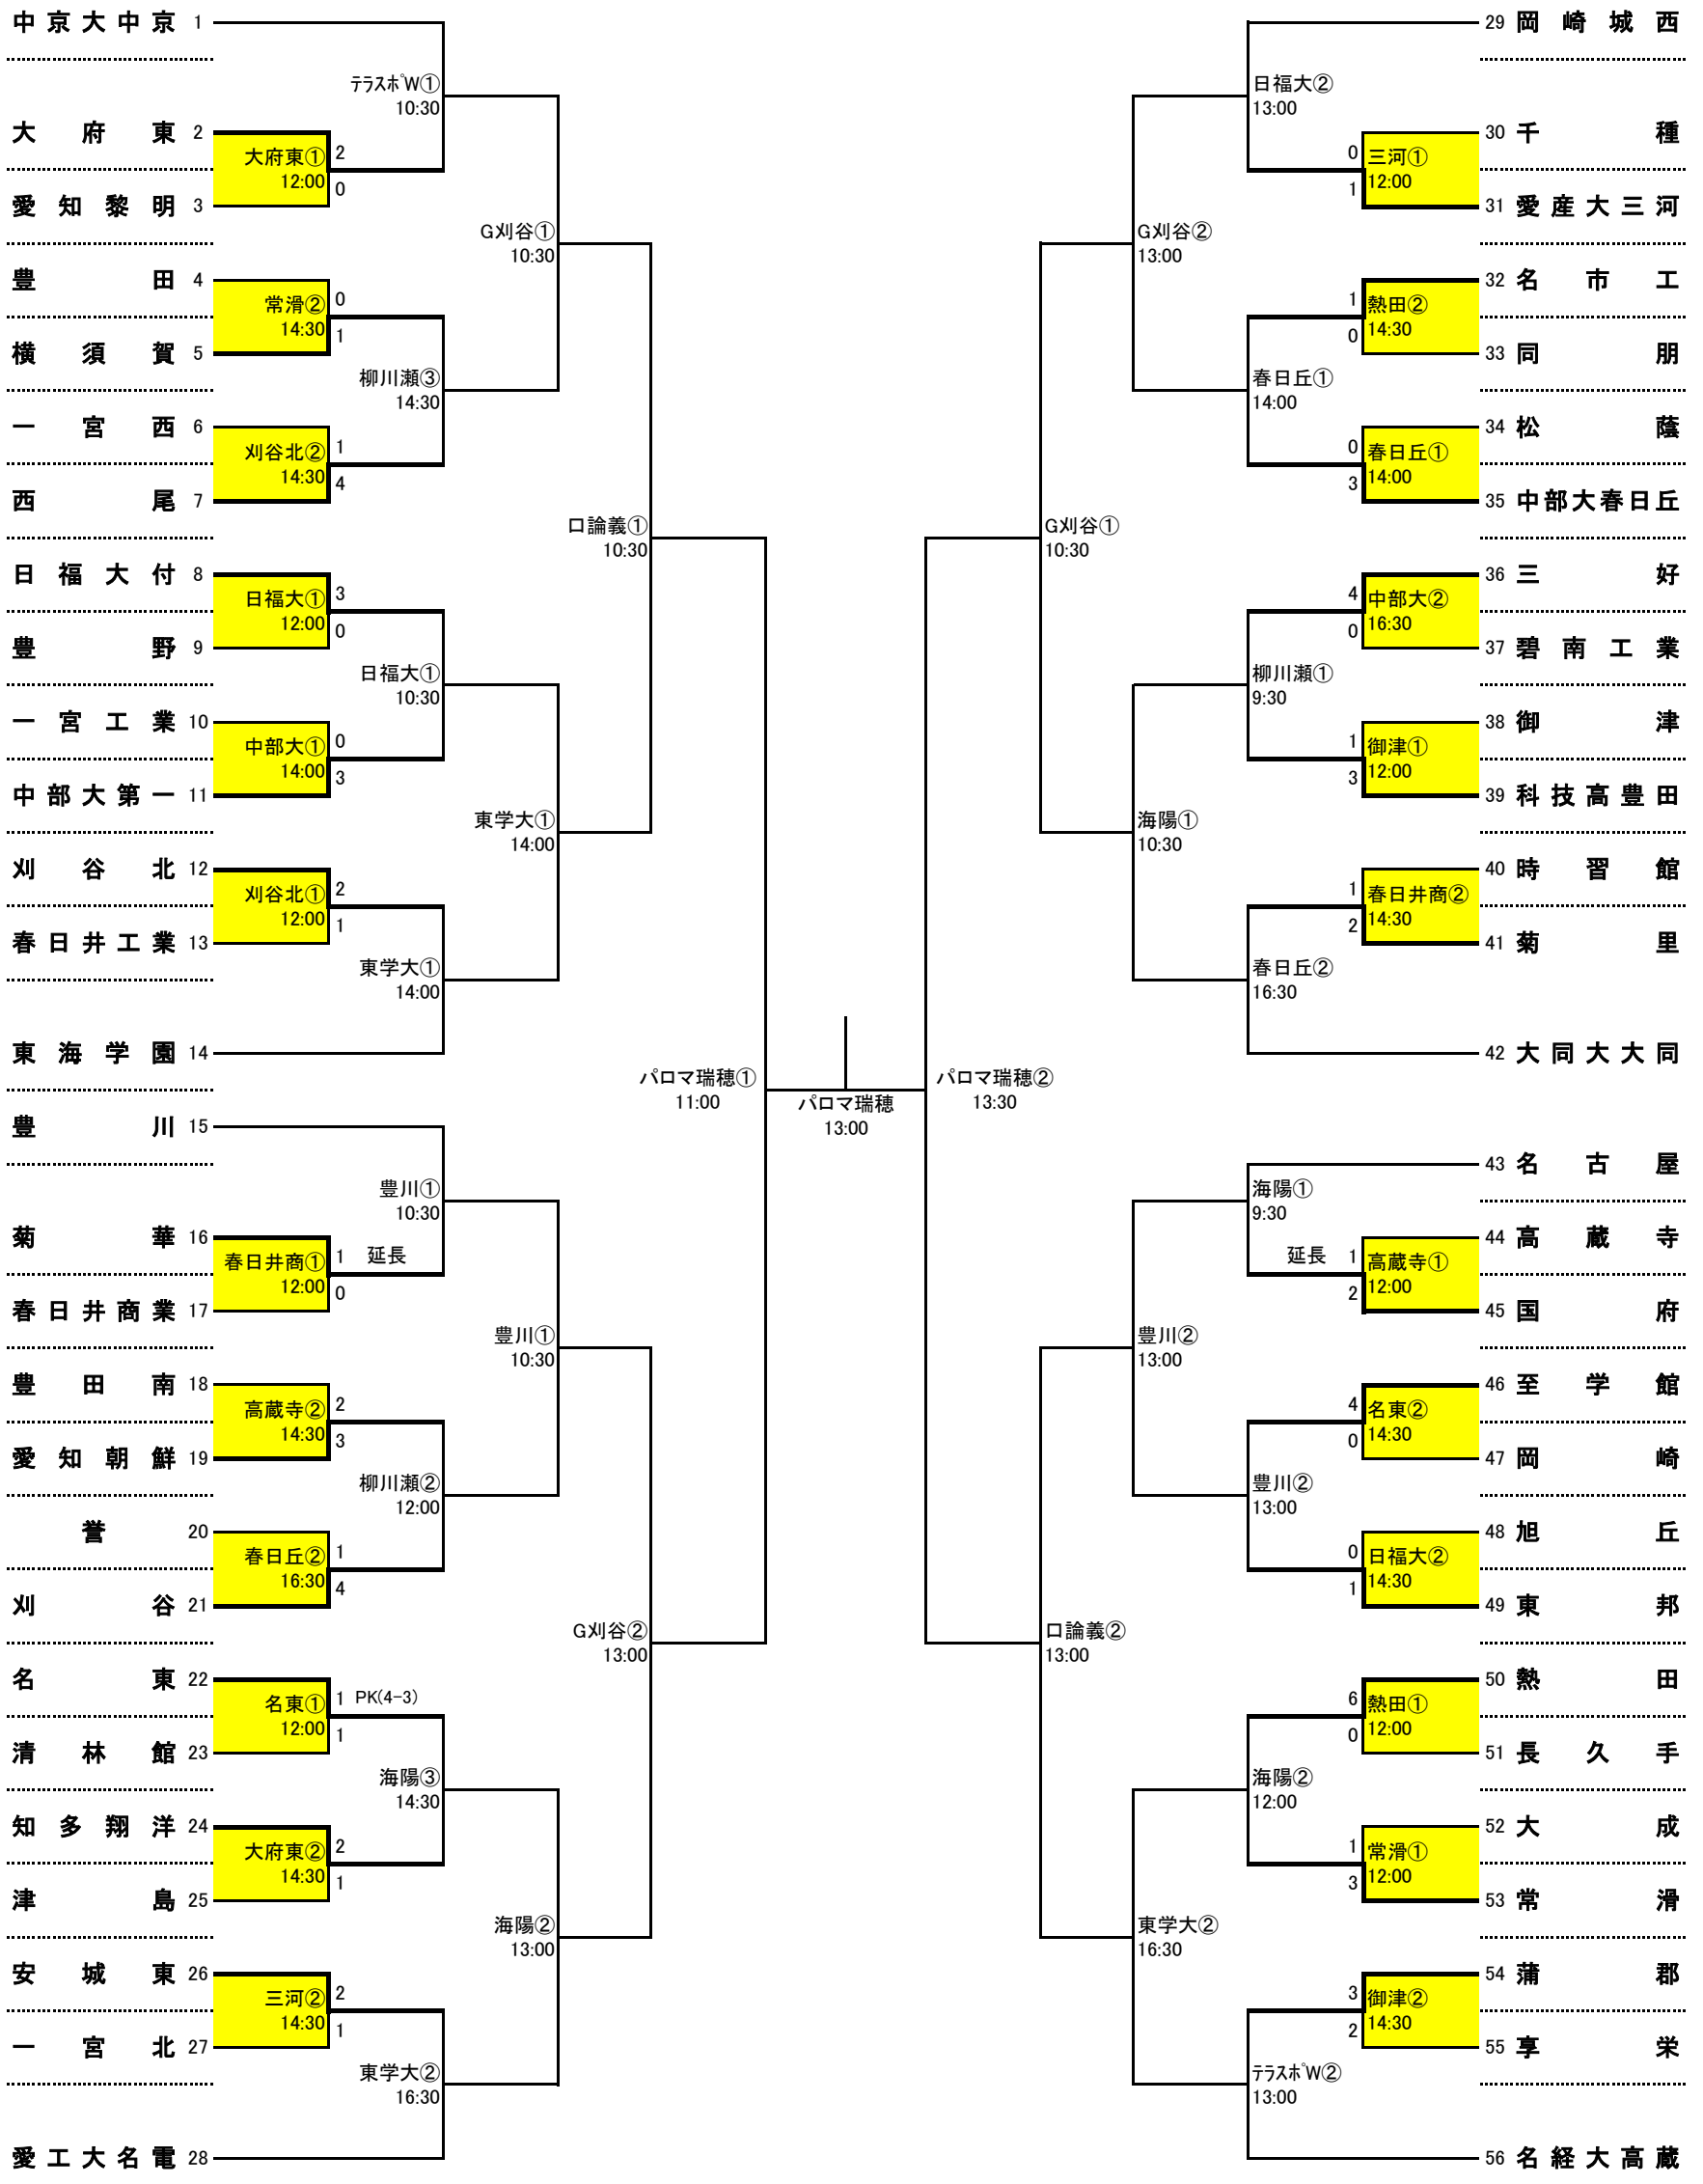 中京大中京 1
テラスポW① 10:30
大府東 2
大府東① 12:00
2
0
愛知黎明 3
G刈谷① 10:30
豊田 4
常滑② 14:30
0
1
横須賀 5
柳川瀬③ 14:30
一宮西 6
刈谷北② 14:30
1
4
西尾 7
口論義① 10:30
日福大付 8
日福大① 12:00
3
0
豊野 9
日福大① 10:30
一宮工業 10
中部大① 14:00
0
3
中部大第一 11
東学大① 14:00
刈谷北 12
刈谷北① 12:00
2
1
春日井工業 13
東学大① 14:00
東海学園 14
パロマ瑞穂① 11:00
豊川 15
豊川① 10:30
菊華 16
春日井商① 12:00
1 延長
0
春日井商業 17
豊川① 10:30
豊田南 18
高蔵寺② 14:30
2
3
愛知朝鮮 19
柳川瀬② 12:00
誉 20
春日丘② 16:30
1
4
刈谷 21
G刈谷② 13:00
名東 22
名東① 12:00
1 PK(4-3)
1
清林館 23
海陽③ 14:30
知多翔洋 24
大府東② 14:30
2
1
津島 25
海陽② 13:00
安城東 26
三河② 14:30
2
1
一宮北 27
東学大② 16:30
愛工大名電 28
パロマ瑞穂
13:00
29 岡崎城西
日福大② 13:00
30 千種
0
1
三河① 12:00
31 愛産大三河
G刈谷② 13:00
32 名市工
1
0
熱田② 14:30
33 同朋
春日丘① 14:00
34 松蔭
0
3
春日丘① 14:00
35 中部大春日丘
G刈谷① 10:30
36 三好
4
0
中部大② 16:30
37 碧南工業
柳川瀬① 9:30
38 御津
1
3
御津① 12:00
39 科技高豊田
海陽① 10:30
40 時習館
1
2
春日井商② 14:30
41 菊里
春日丘② 16:30
42 大同大大同
パロマ瑞穂② 13:30
43 名古屋
海陽① 9:30
44 高蔵寺
延長 1
2
高蔵寺① 12:00
45 国府
豊川② 13:00
46 至学館
4
0
名東② 14:30
47 岡崎
豊川② 13:00
48 旭丘
0
1
日福大② 14:30
49 東邦
口論義② 13:00
50 熱田
6
0
熱田① 12:00
51 長久手
海陽② 12:00
52 大成
1
3
常滑① 12:00
53 常滑
東学大② 16:30
54 蒲郡
3
2
御津② 14:30
55 享栄
テラスポW② 13:00
56 名経大高蔵